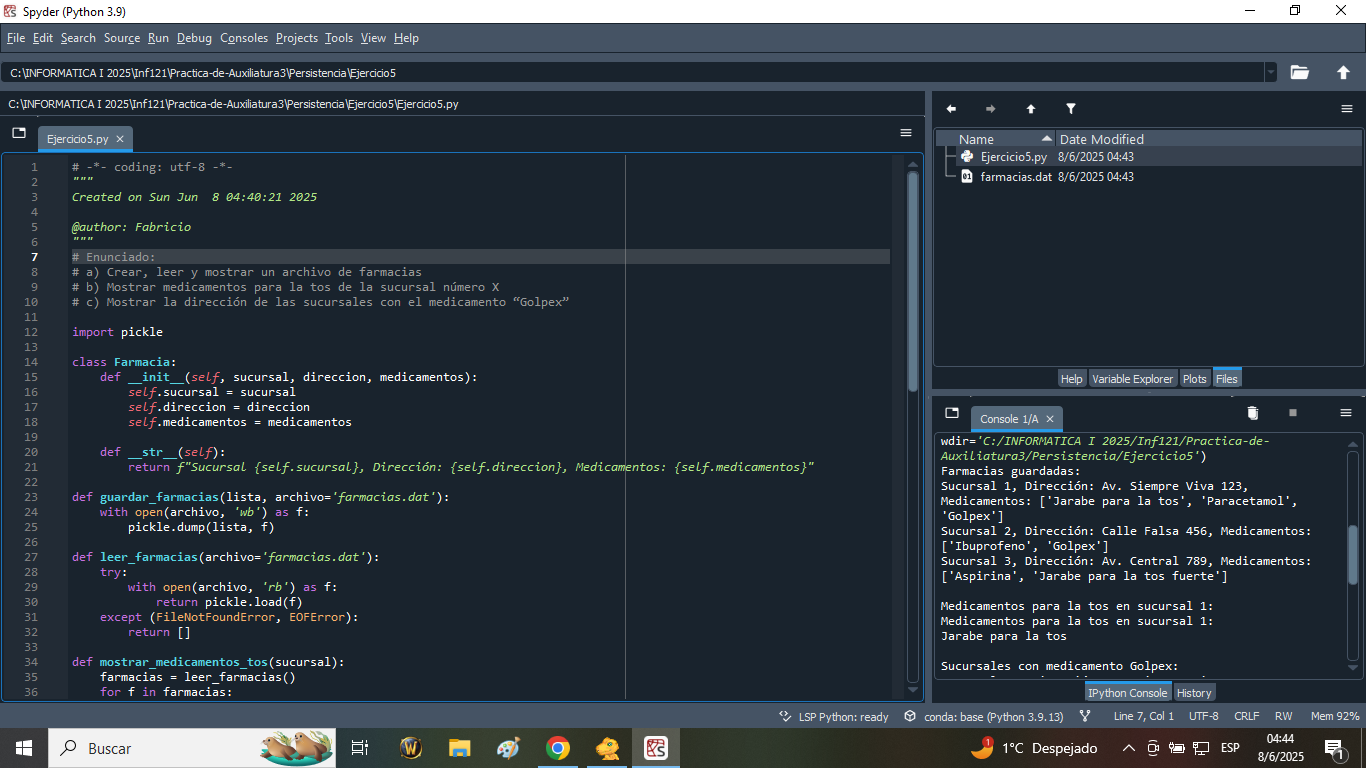 Spyder (Python 3.9)
File Edit Search Source Run Debug Consoles Projects Tools View Help
C:\INFORMATICA I 2025\Inf121\Practica-de-Auxiliatura3\Persistencia\Ejercicio5
C:\INFORMATICA I 2025\Inf121\Practica-de-Auxiliatura3\Persistencia\Ejercicio5\Ejercicio5.py
Ejercicio5.py
1 # -*- coding: utf-8 -*-
2 """
3 Created on Sun Jun  8 04:40:21 2025
4
5 @author: Fabricio
6 """
7 # Enunciado:
8 # a) Crear, leer y mostrar un archivo de farmacias
9 # b) Mostrar medicamentos para la tos de la sucursal número X
10 # c) Mostrar la dirección de las sucursales con el medicamento “Golpex”
11
12 import pickle
13
14 class Farmacia:
15     def __init__(self, sucursal, direccion, medicamentos):
16         self.sucursal = sucursal
17         self.direccion = direccion
18         self.medicamentos = medicamentos
19
20     def __str__(self):
21         return f"Sucursal {self.sucursal}, Dirección: {self.direccion}, Medicamentos: {self.medicamentos}"
22
23 def guardar_farmacias(lista, archivo='farmacias.dat'):
24     with open(archivo, 'wb') as f:
25         pickle.dump(lista, f)
26
27 def leer_farmacias(archivo='farmacias.dat'):
28     try:
29         with open(archivo, 'rb') as f:
30             return pickle.load(f)
31     except (FileNotFoundError, EOFError):
32         return []
33
34 def mostrar_medicamentos_tos(sucursal):
35     farmacias = leer_farmacias()
36     for f in farmacias:
Name Date Modified
Ejercicio5.py 8/6/2025 04:43
farmacias.dat 8/6/2025 04:43
Help Variable Explorer Plots Files
Console 1/A
wdir='C:/INFORMATICA I 2025/Inf121/Practica-de-
Auxiliatura3/Persistencia/Ejercicio5')
Farmacias guardadas:
Sucursal 1, Dirección: Av. Siempre Viva 123,
Medicamentos: ['Jarabe para la tos', 'Paracetamol',
'Golpex']
Sucursal 2, Dirección: Calle Falsa 456, Medicamentos:
['Ibuprofeno', 'Golpex']
Sucursal 3, Dirección: Av. Central 789, Medicamentos:
['Aspirina', 'Jarabe para la tos fuerte']
Medicamentos para la tos en sucursal 1:
Medicamentos para la tos en sucursal 1:
Jarabe para la tos
Sucursales con medicamento Golpex:
IPython Console History
LSP Python: ready conda: base (Python 3.9.13) Line 7, Col 1 UTF-8 CRLF RW Mem 92%
Buscar
1 1°C Despejado ESP 04:44
8/6/2025 1